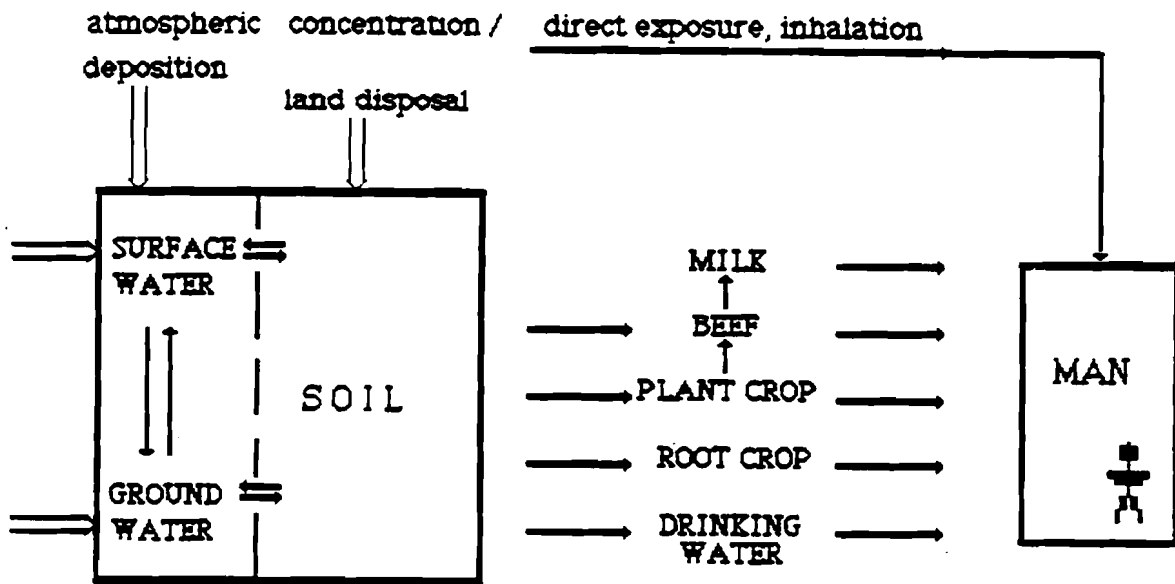 atmospheric concentration / direct exposure, inhalation
deposition
land disposal
SURFACE
WATER
SOIL
GROUND
WATER
MILK
BEEF
PLANT CROP
ROOT CROP
DRINKING
WATER
MAN